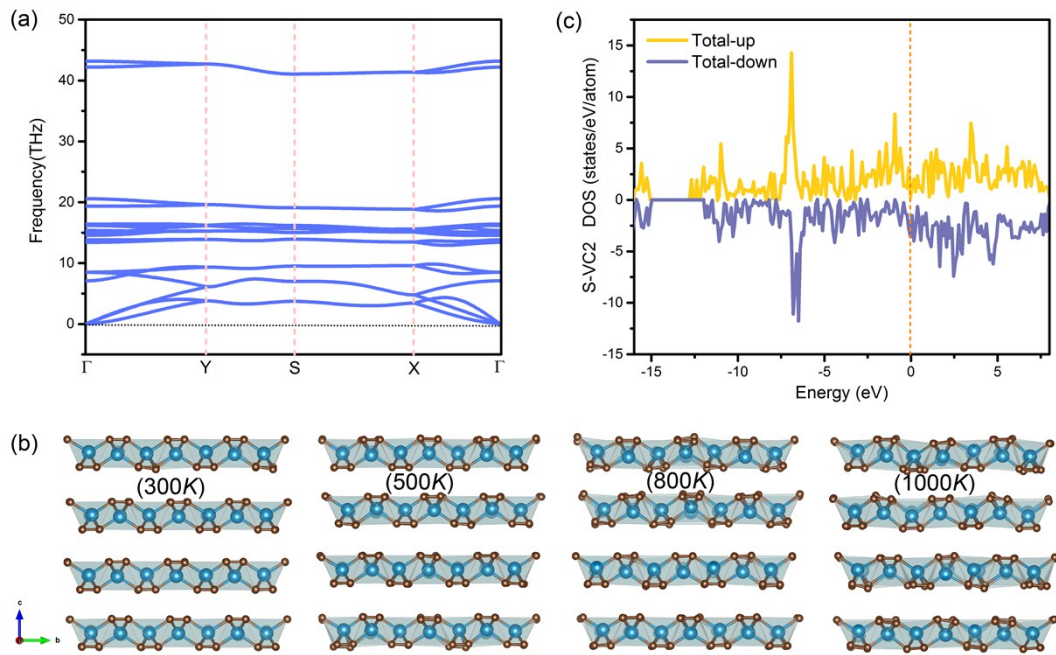 (a)
50
40
30
20
10
0
Frequency(THz)
Γ Y S X Γ
(c)
Total-up
Total-down
15
10
5
0
-5
-10
-15
S-VC2 DOS (states/eV/atom)
-15 -10 -5 0 5
Energy (eV)
(b)
(300K) (500K) (800K) (1000K)
c
b